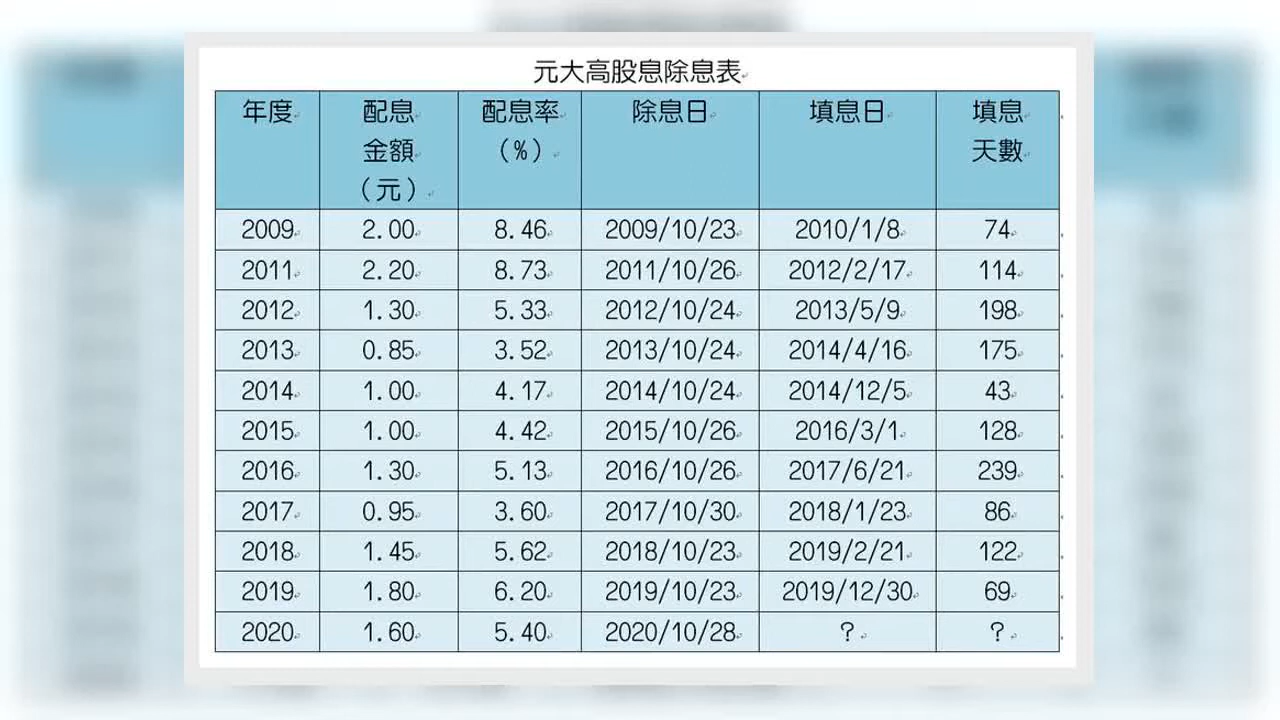 元大高股息除息表
年度 配息金額（元） 配息率（%） 除息日 填息日 填息天數
2009 2.00 8.46 2009/10/23 2010/1/8 74
2011 2.20 8.73 2011/10/26 2012/2/17 114
2012 1.30 5.33 2012/10/24 2013/5/9 198
2013 0.85 3.52 2013/10/24 2014/4/16 175
2014 1.00 4.17 2014/10/24 2014/12/5 43
2015 1.00 4.42 2015/10/26 2016/3/1 128
2016 1.30 5.13 2016/10/26 2017/6/21 239
2017 0.95 3.60 2017/10/30 2018/1/23 86
2018 1.45 5.62 2018/10/23 2019/2/21 122
2019 1.80 6.20 2019/10/23 2019/12/30 69
2020 1.60 5.40 2020/10/28 ? ?